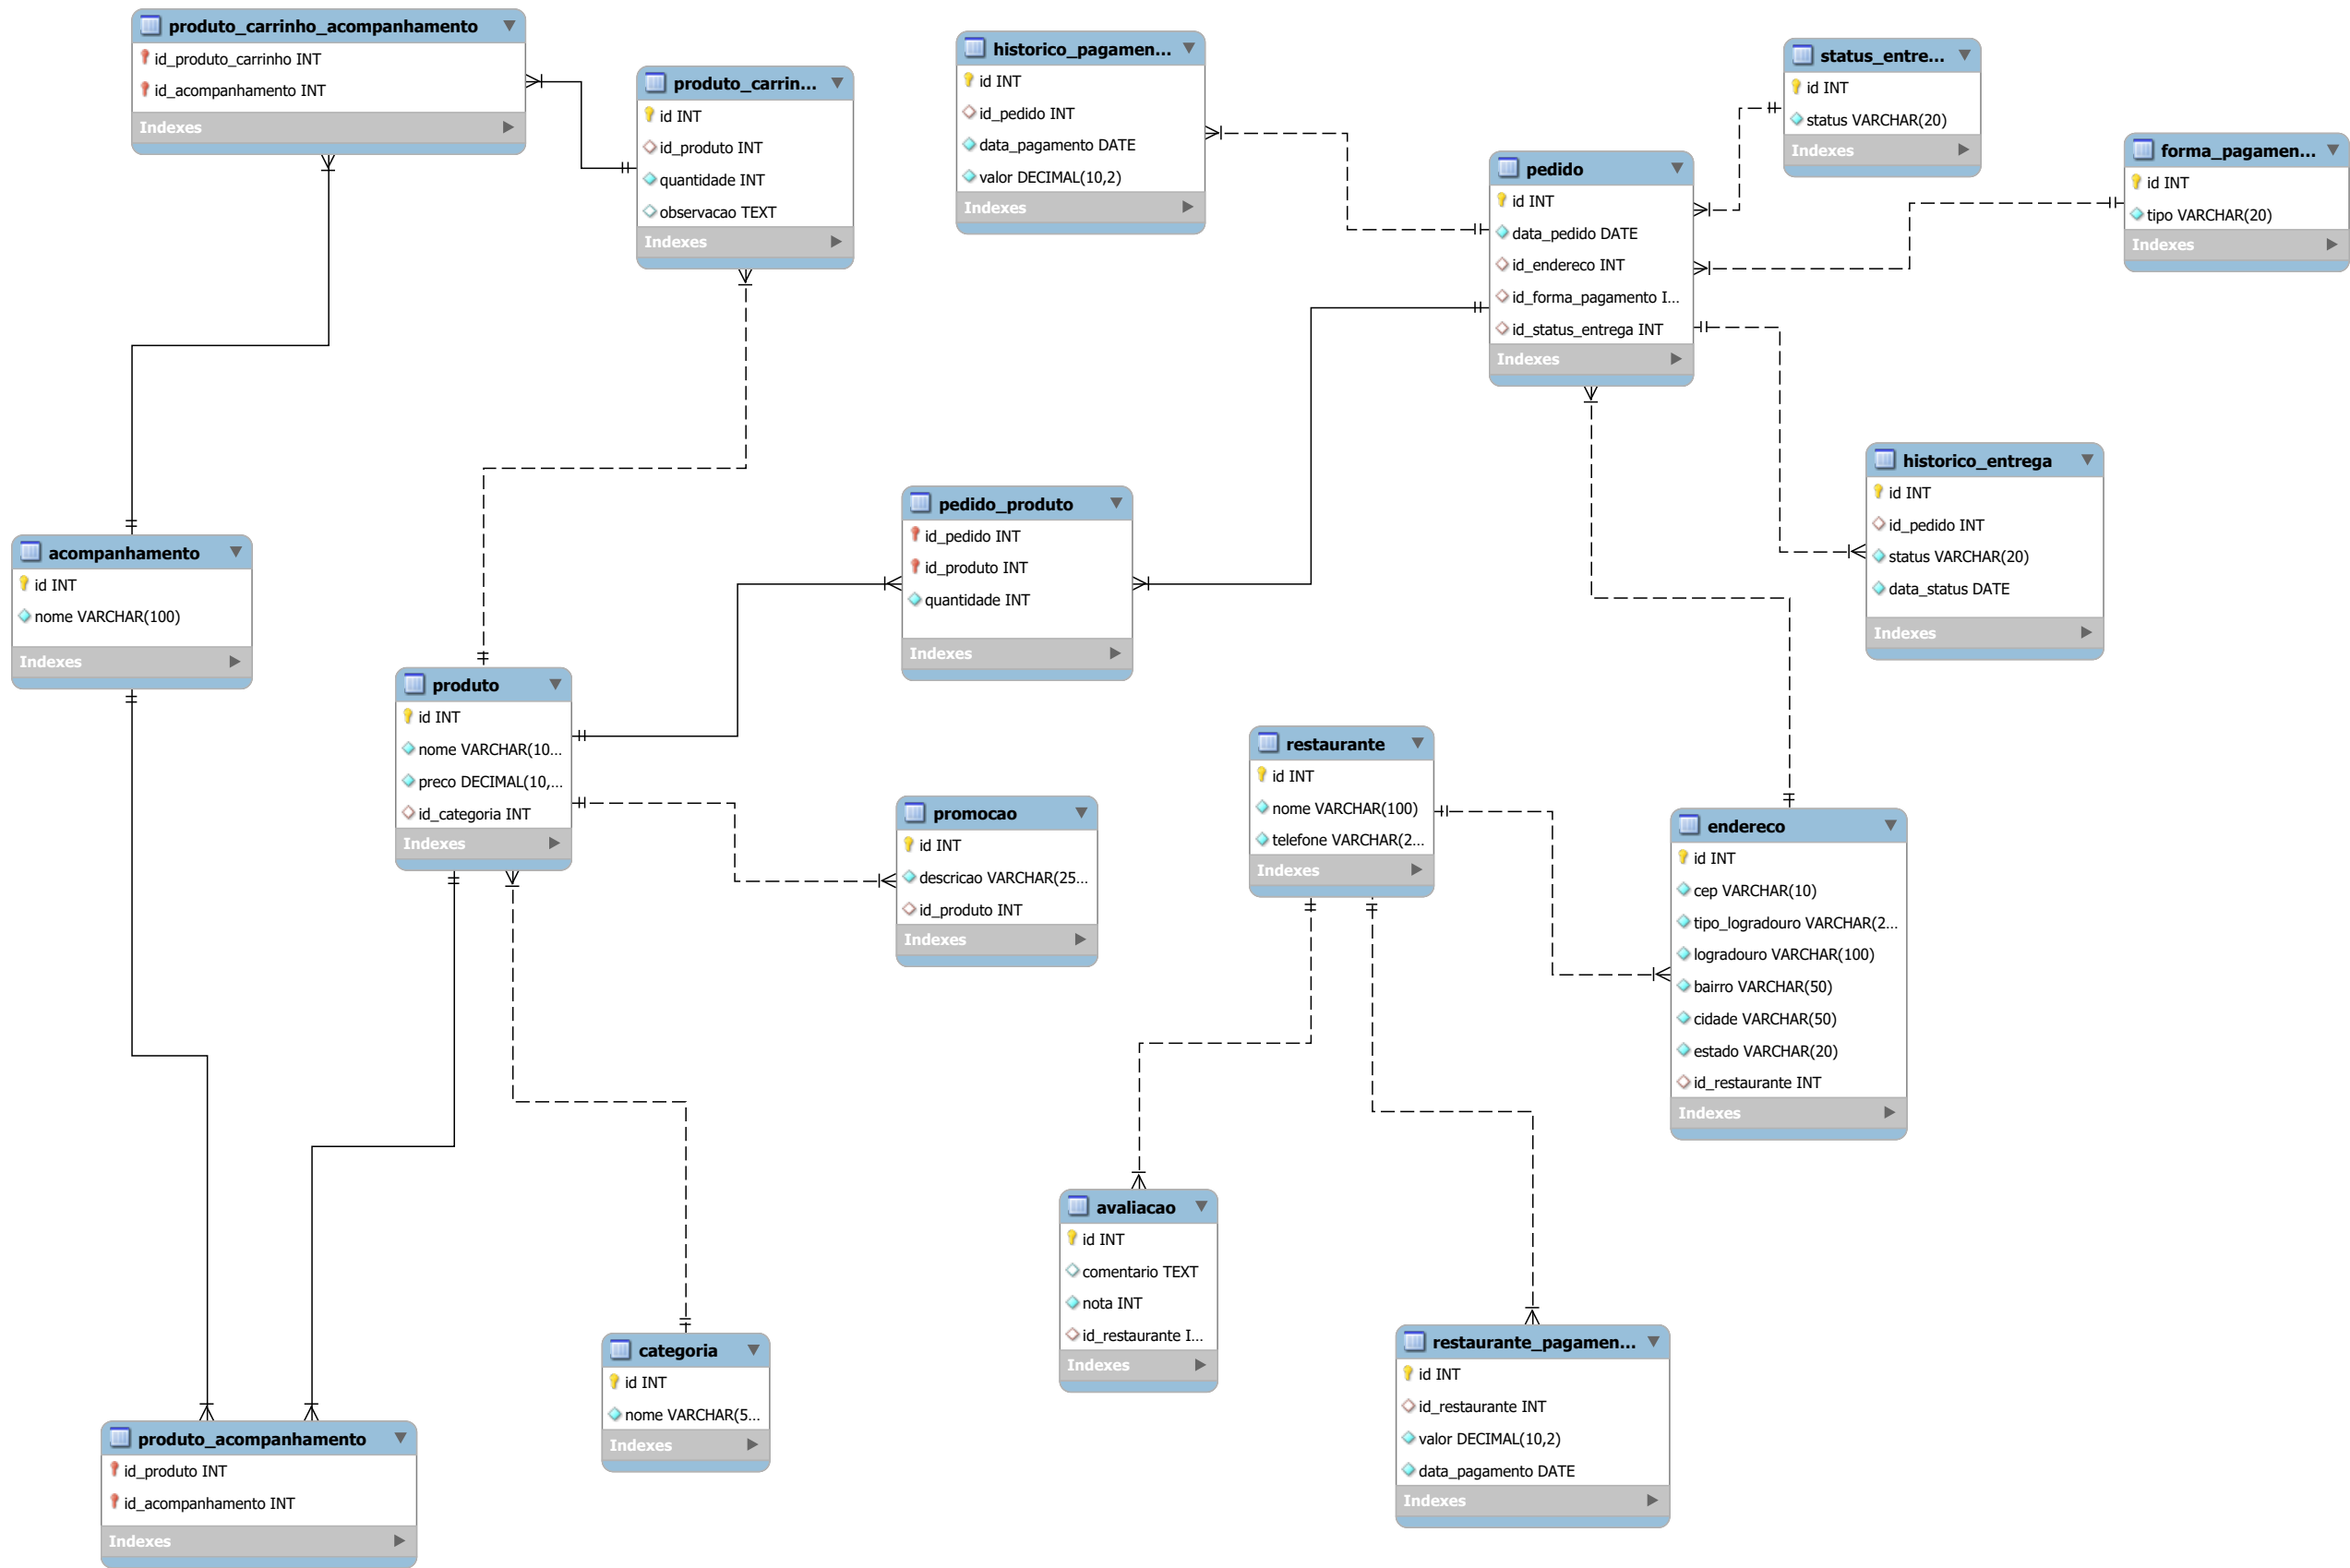 produto_carrinho_acompanhamento
id_produto_carrinho INT
id_acompanhamento INT
Indexes
produto_carrin...
id INT
id_produto INT
quantidade INT
observacao TEXT
Indexes
historico_pagamen...
id INT
id_pedido INT
data_pagamento DATE
valor DECIMAL(10,2)
Indexes
status_entre...
id INT
status VARCHAR(20)
Indexes
forma_pagamen...
id INT
tipo VARCHAR(20)
Indexes
pedido
id INT
data_pedido DATE
id_endereco INT
id_forma_pagamento I...
id_status_entrega INT
Indexes
historico_entrega
id INT
id_pedido INT
status VARCHAR(20)
data_status DATE
Indexes
pedido_produto
id_pedido INT
id_produto INT
quantidade INT
Indexes
acompanhamento
id INT
nome VARCHAR(100)
Indexes
produto
id INT
nome VARCHAR(10...
preco DECIMAL(10,...
id_categoria INT
Indexes
promocao
id INT
descricao VARCHAR(25...
id_produto INT
Indexes
restaurante
id INT
nome VARCHAR(100)
telefone VARCHAR(2...
Indexes
endereco
id INT
cep VARCHAR(10)
tipo_logradouro VARCHAR(2...
logradouro VARCHAR(100)
bairro VARCHAR(50)
cidade VARCHAR(50)
estado VARCHAR(20)
id_restaurante INT
Indexes
avaliacao
id INT
comentario TEXT
nota INT
id_restaurante I...
Indexes
restaurante_pagamen...
id INT
id_restaurante INT
valor DECIMAL(10,2)
data_pagamento DATE
Indexes
categoria
id INT
nome VARCHAR(5...
Indexes
produto_acompanhamento
id_produto INT
id_acompanhamento INT
Indexes